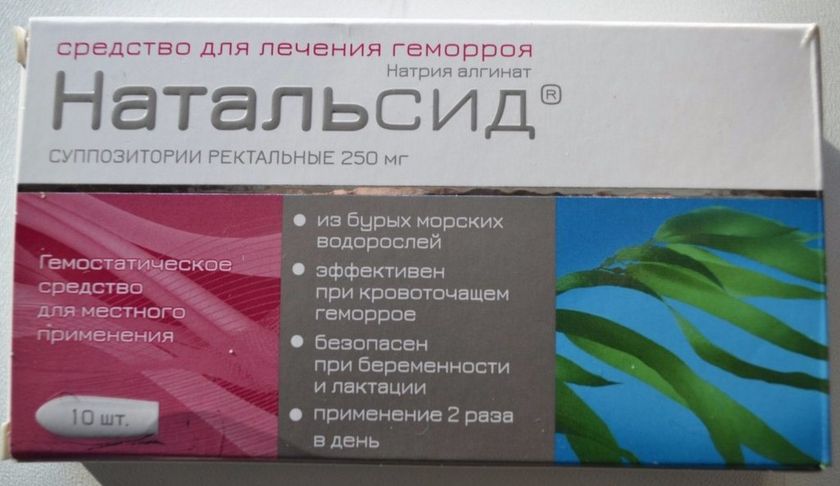 средство для лечения геморроя
Натрия алгинат
Натальсид®
суппозитории ректальные 250 мг
Гемостатическое
средство
для местного
применения
10 шт.
• из бурых морских
водорослей
• эффективен
при кровоточащем
геморрое
• безопасен
при беременности
и лактации
• применение 2 раза
в день